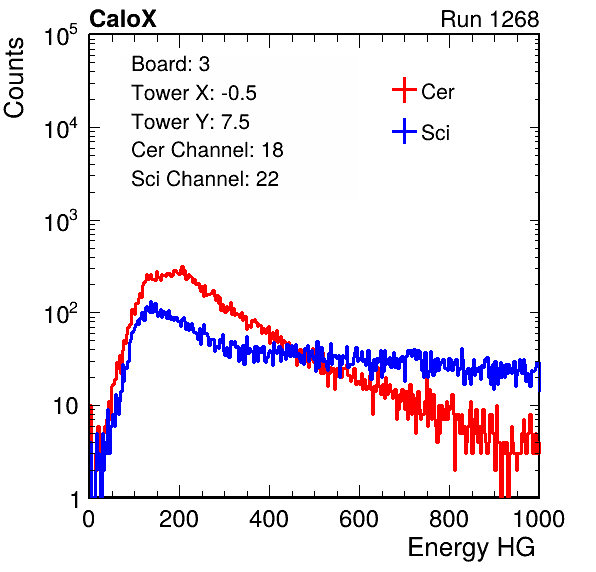 CaloX Run 1268
Counts
10^5
10^4
10^3
10^2
10
1
Board: 3
Tower X: -0.5
Tower Y: 7.5
Cer Channel: 18
Sci Channel: 22
Cer
Sci
0 200 400 600 800 1000
Energy HG